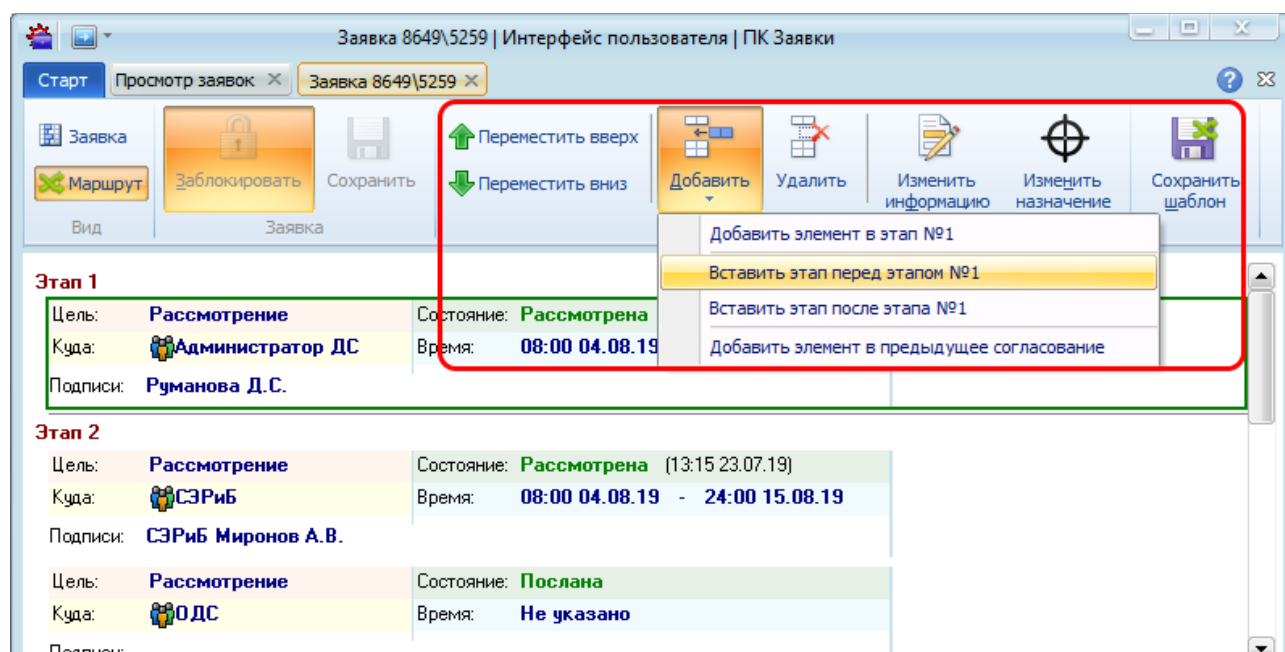 Заявка 8649\5259 | Интерфейс пользователя | ПК Заявки
Старт Просмотр заявок Заявка 8649\5259
Заявка
Маршрут
Вид
Заблокировать Сохранить
Заявка
Переместить вверх
Переместить вниз
Добавить Удалить
Изменить информацию
Изменить назначение
Сохранить шаблон
Добавить элемент в этап №1
Вставить этап перед этапом №1
Вставить этап после этапа №1
Добавить элемент в предыдущее согласование
Этап 1
Цель: Рассмотрение Состояние: Рассмотрена
Куда: Администратор ДС Время: 08:00 04.08.19
Подписи: Руманова Д.С.
Этап 2
Цель: Рассмотрение Состояние: Рассмотрена (13:15 23.07.19)
Куда: СЭРиБ Время: 08:00 04.08.19 - 24:00 15.08.19
Подписи: СЭРиБ Миронов А.В.
Цель: Рассмотрение Состояние: Послана
Куда: ОДС Время: Не указано
Подписи: